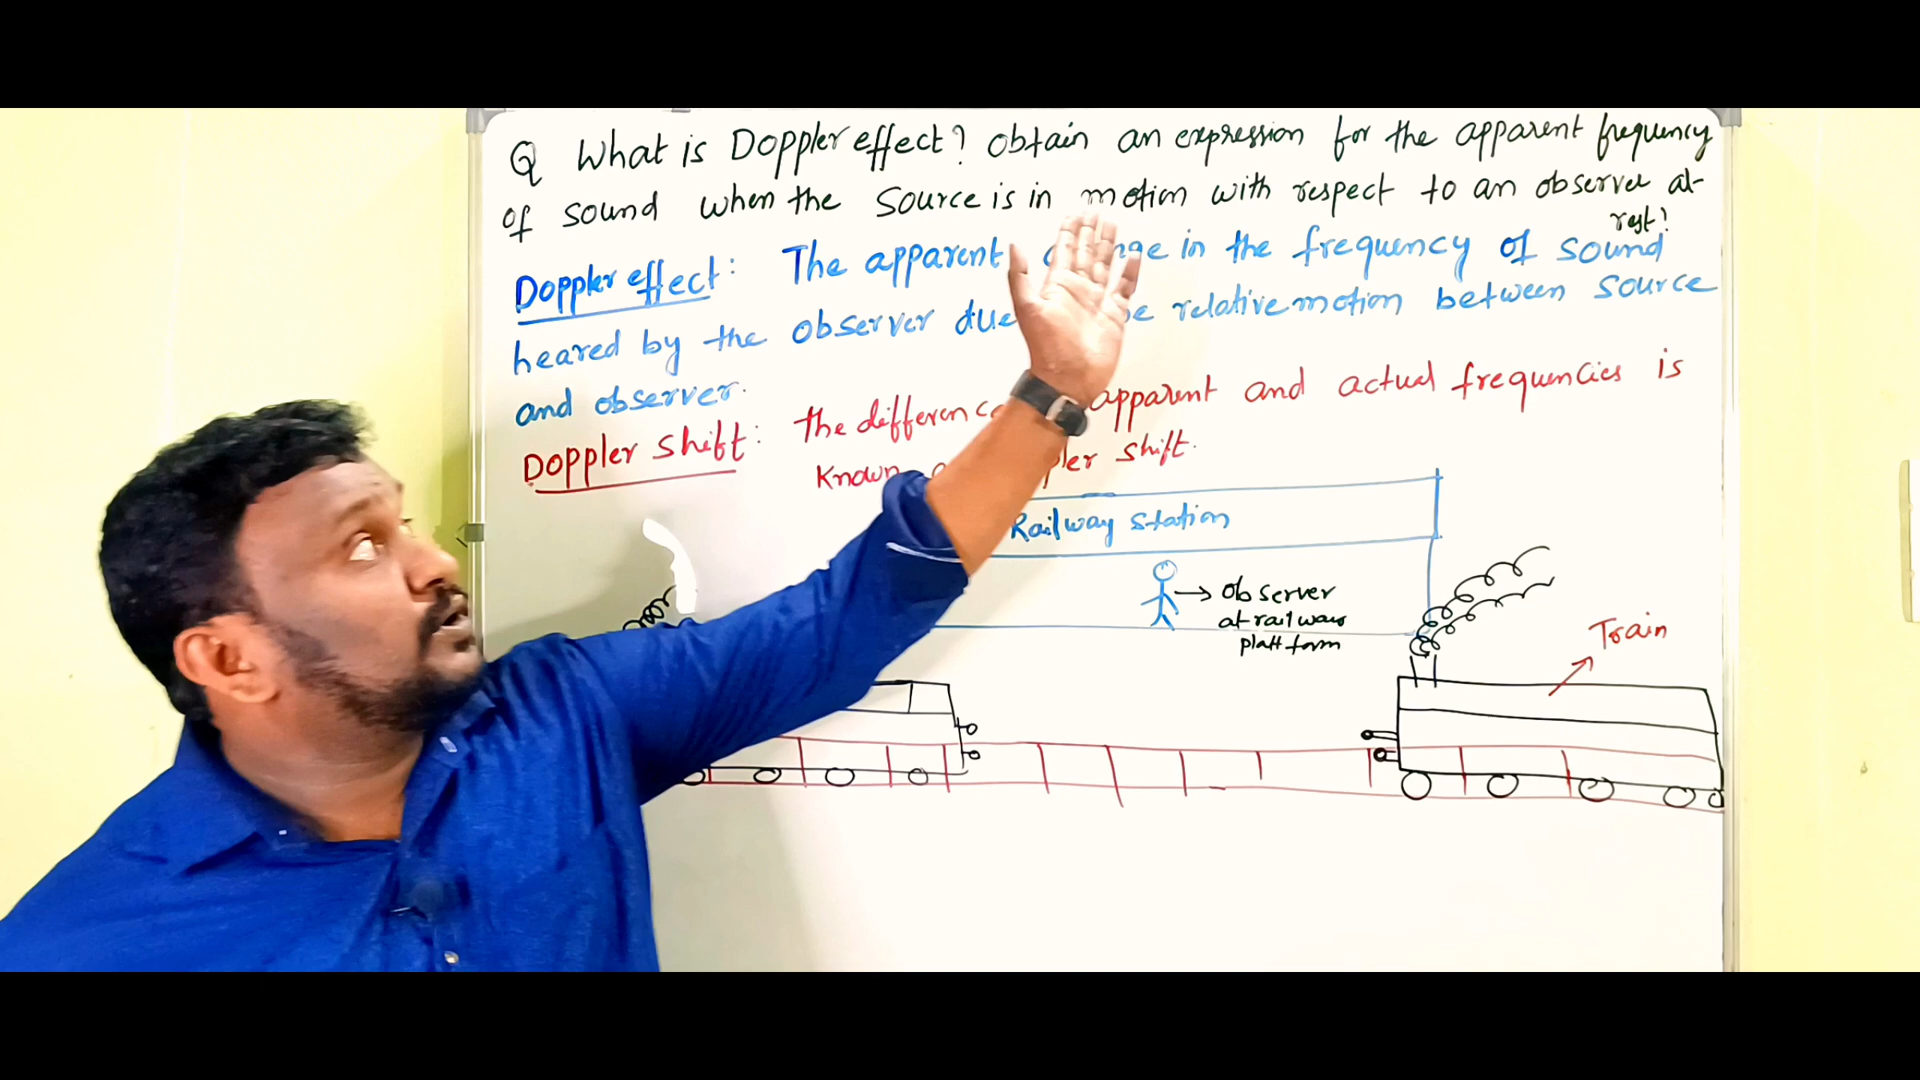 Q What is Doppler effect? Obtain an expression for the apparent frequency
of sound when the source is in motion with respect to an observer at-
rest?
Doppler effect: The apparent in the frequency of sound
heared by the observer due relative motion between source
and observer.
Doppler shift: the apparent and actual frequencies is
Known shift.
Railway station
observer
at railway
platform
Train